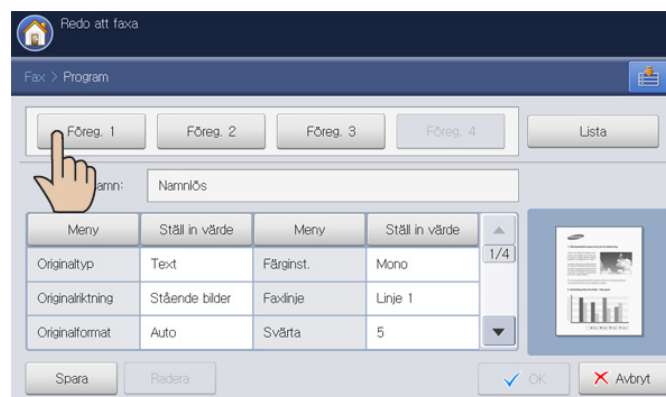 Redo att faxa
Fax > Program
Föreg. 1 Föreg. 2 Föreg. 3 Föreg. 4 Lista
amn: Namnlös
Meny Ställ in värde Meny Ställ in värde
Originaltyp Text Färginst. Mono 1/4
Originalriktning Stående bilder Faxlinje Linje 1
Originalformat Auto Svärta 5
Spara Radera OK Avbryt